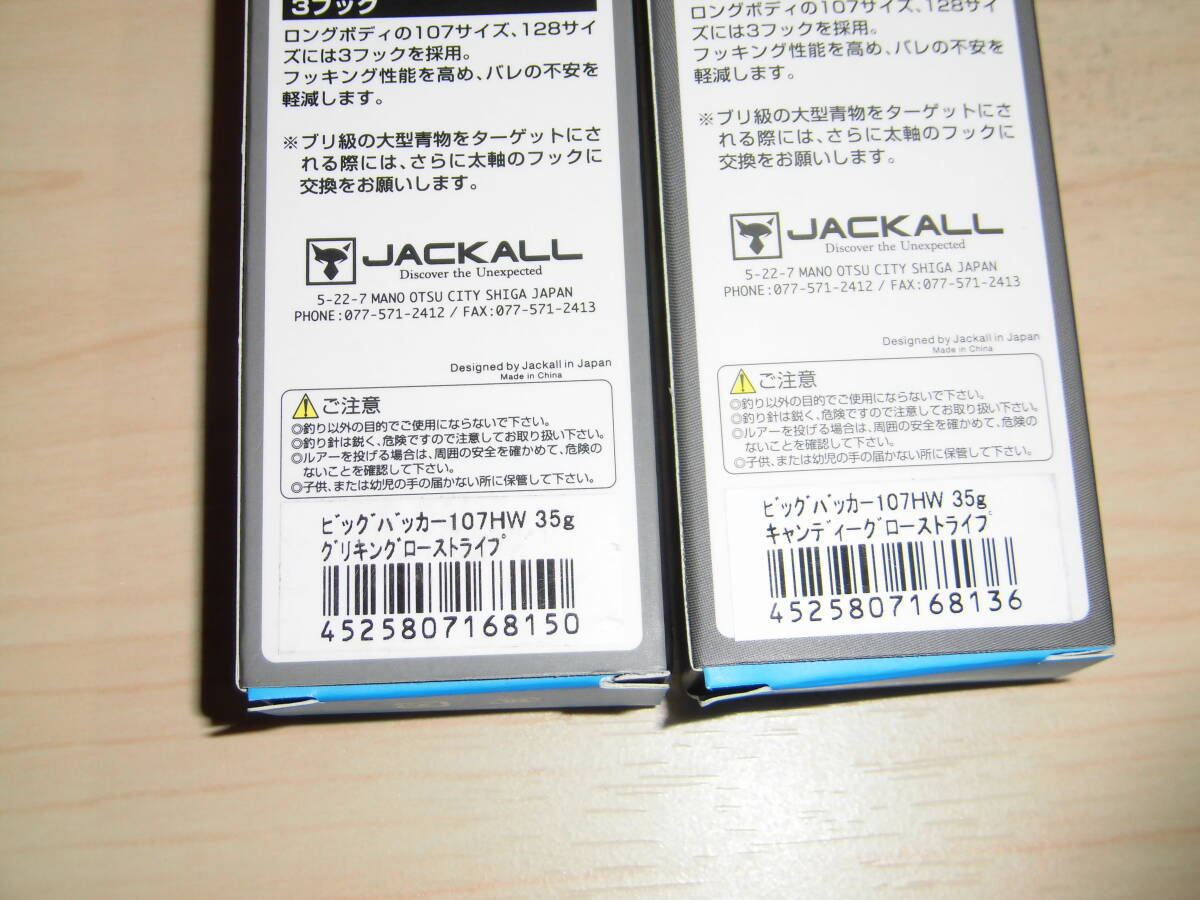 3フック
ロングボディの107サイズ、128サイ
ズには3フックを採用。
フッキング性能を高め、バレの不安を
軽減します。
※ブリ級の大型青物をターゲットにさ
れる際には、さらに太軸のフックに
交換をお願いします。
JACKALL
Discover the Unexpected
5-22-7 MANO OTSU CITY SHIGA JAPAN
PHONE:077-571-2412 / FAX:077-571-2413
Designed by Jackall in Japan
Made in China
ご注意
◎釣り以外の目的でご使用にならないで下さい。
◎釣り針は鋭く、危険ですので注意してお取り扱い下さい。
◎ルアーを投げる場合は、周囲の安全を確かめて、危険の
ないことを確認して下さい。
◎子供、または幼児の手の届かない所に保管して下さい。
ﾋﾞｯｸﾞﾊﾞｯカー107HW 35g
グリキングローストライプ
4525807168150
ロングボディの107サイズ、128サイ
ズには3フックを採用。
フッキング性能を高め、バレの不安を
軽減します。
※ブリ級の大型青物をターゲットにさ
れる際には、さらに太軸のフックに
交換をお願いします。
JACKALL
Discover the Unexpected
5-22-7 MANO OTSU CITY SHIGA JAPAN
PHONE:077-571-2412 / FAX:077-571-2413
Designed by Jackall in Japan
Made in China
ご注意
◎釣り以外の目的でご使用にならないで下さい。
◎釣り針は鋭く、危険ですので注意してお取り扱い下さい。
◎ルアーを投げる場合は、周囲の安全を確かめて、危険の
ないことを確認して下さい。
◎子供、または幼児の手の届かない所に保管して下さい。
ﾋﾞｯｸﾞﾊﾞｯカー107HW 35g
キャンディーグローストライプ
4525807168136